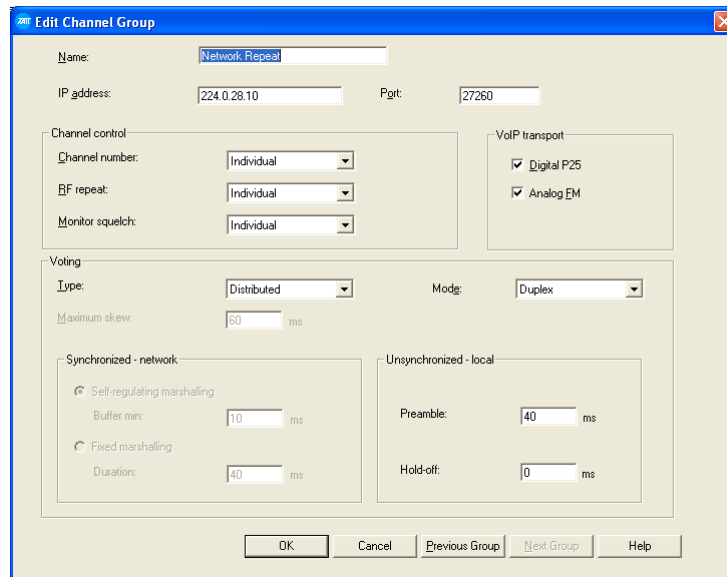 TAIT Edit Channel Group
Name: Network Repeat
IP address: 224.0.28.10 Port: 27260
Channel control
Channel number: Individual
RF repeat: Individual
Monitor squelch: Individual
VoIP transport
Digital P25
Analog FM
Voting
Type: Distributed Mode: Duplex
Maximum skew: 60 ms
Synchronized - network
Self-regulating marshalling
Buffer min: 10 ms
Fixed marshalling
Duration: 40 ms
Unsynchronized - local
Preamble: 40 ms
Hold-off: 0 ms
OK Cancel Previous Group Next Group Help